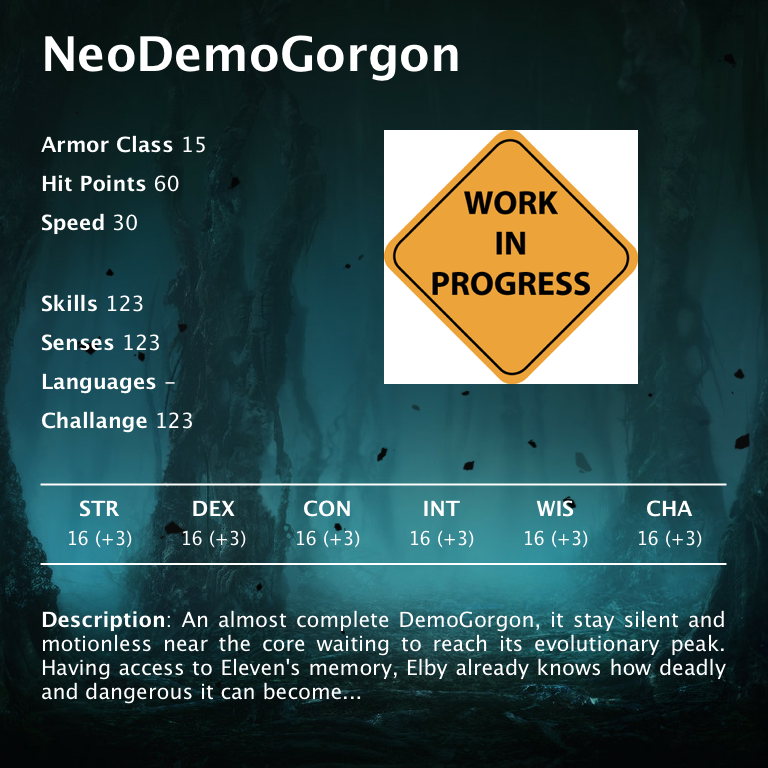 NeoDemoGorgon
Armor Class 15
Hit Points 60
Speed 30
WORK
IN
PROGRESS
Skills 123
Senses 123
Languages –
Challange 123
STR DEX CON INT WIS CHA
16 (+3) 16 (+3) 16 (+3) 16 (+3) 16 (+3) 16 (+3)
Description: An almost complete DemoGorgon, it stay silent and
motionless near the core waiting to reach its evolutionary peak.
Having access to Eleven's memory, Elby already knows how deadly
and dangerous it can become...